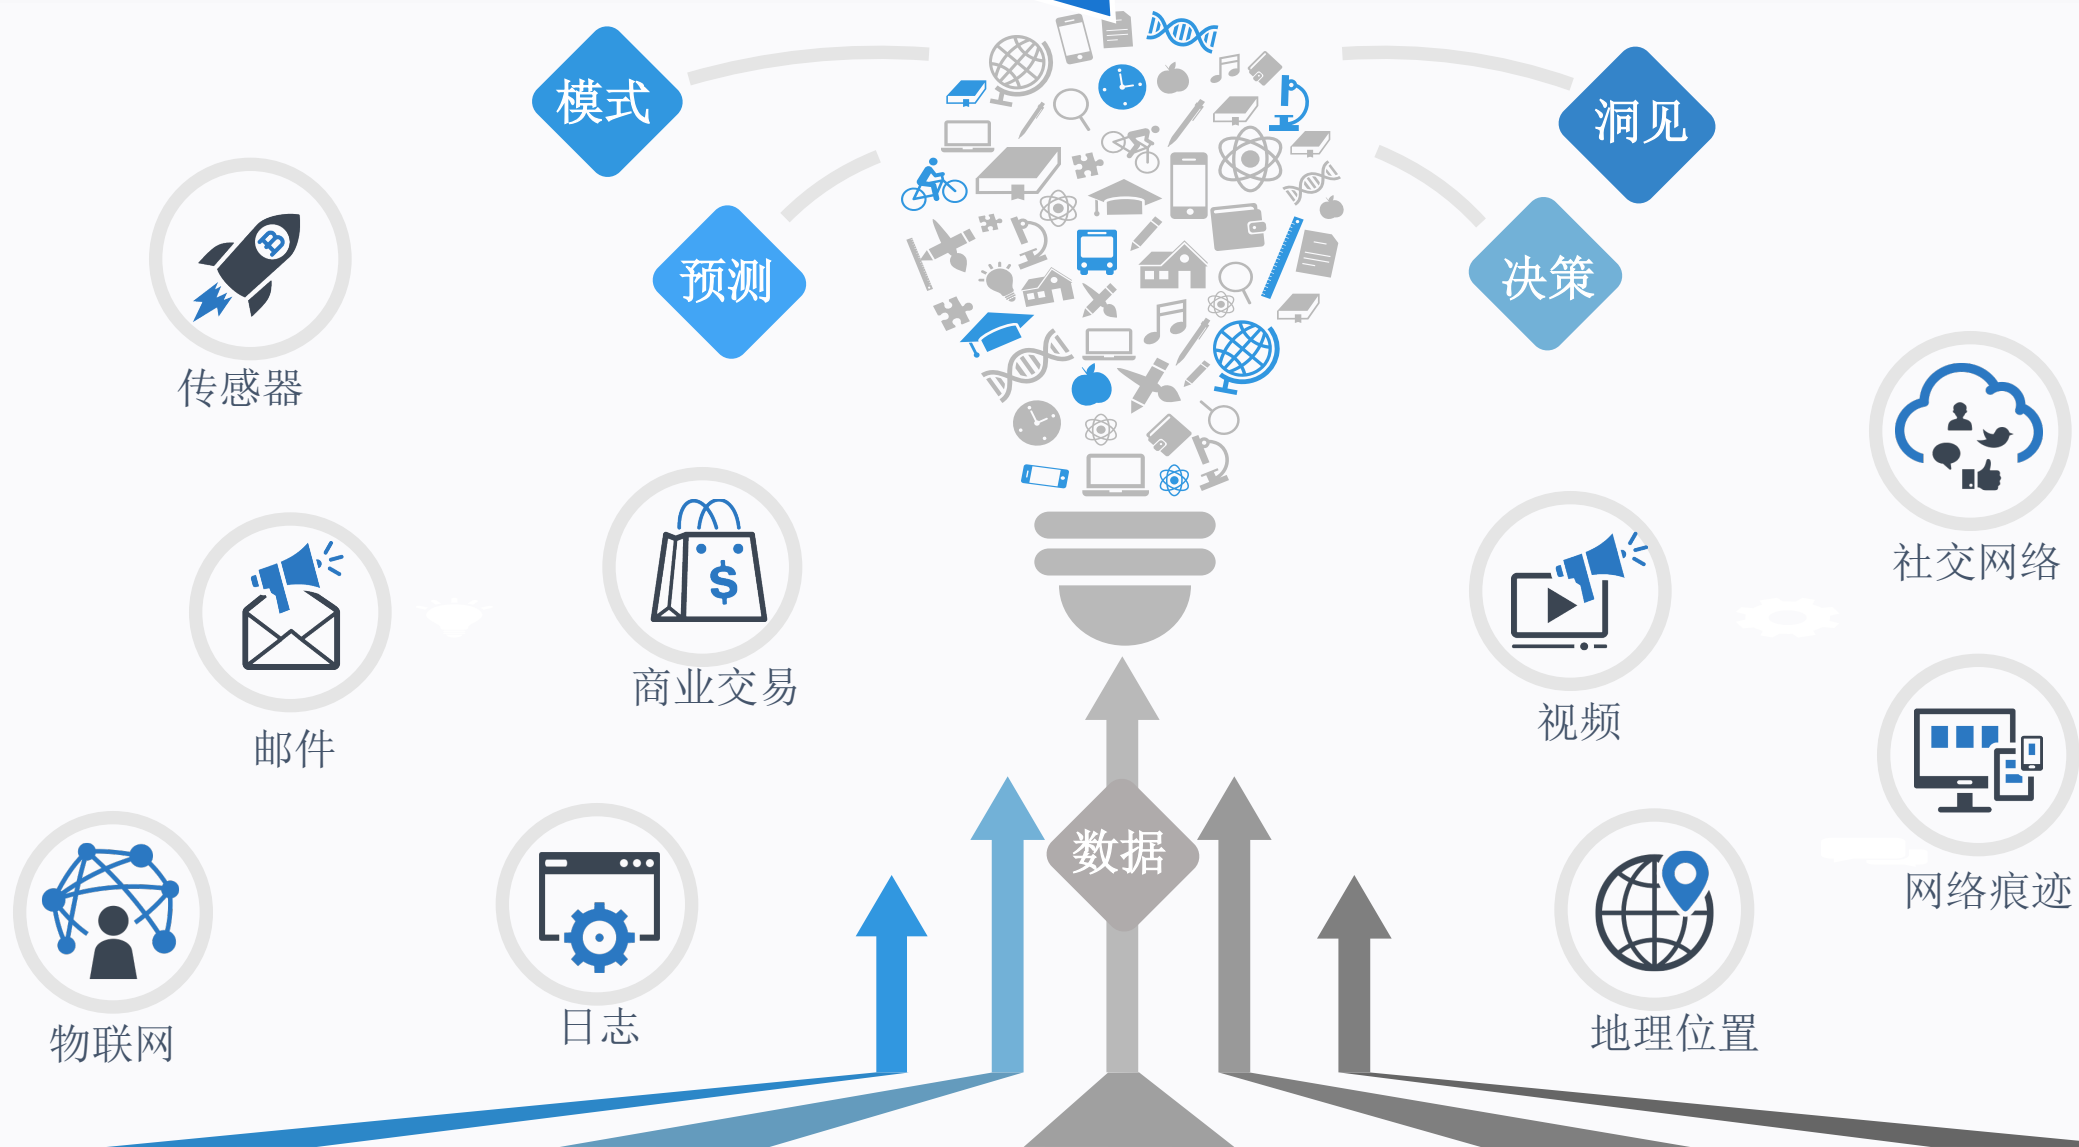 模式
洞见
预测
决策
传感器
社交网络
商业交易
视频
邮件
数据
网络痕迹
物联网
日志
地理位置